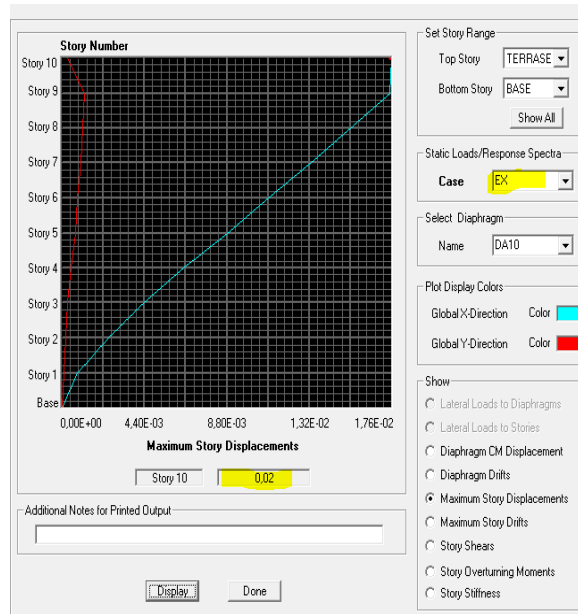 Story Number
Story 10
Story 9
Story 8
Story 7
Story 6
Story 5
Story 4
Story 3
Story 2
Story 1
Base
0,00E+00 4,40E-03 8,80E-03 1,32E-02 1,76E-02
Maximum Story Displacements
Story 10 0,02
Additional Notes for Printed Output
Display Done
Set Story Range
Top Story TERRASE
Bottom Story BASE
Show All
Static Loads/Response Spectra
Case EX
Select Diaphragm
Name DA10
Plot Display Colors
Global X-Direction Color
Global Y-Direction Color
Show
Lateral Loads to Diaphragms
Lateral Loads to Stories
Diaphragm CM Displacement
Diaphragm Drifts
Maximum Story Displacements
Maximum Story Drifts
Story Shears
Story Overturning Moments
Story Stiffness